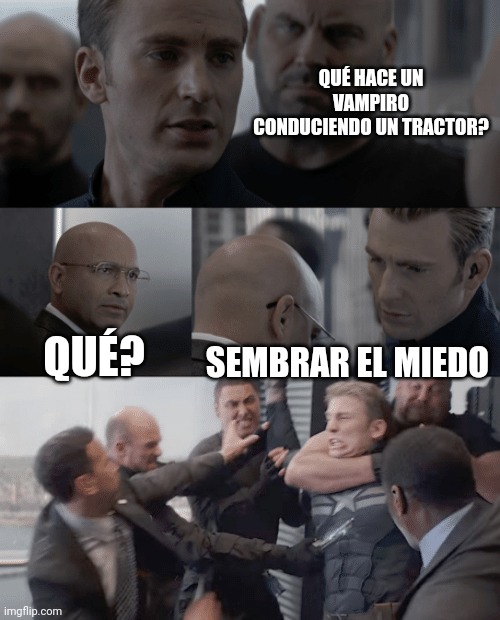 QUÉ HACE UN
VAMPIRO
CONDUCIENDO UN TRACTOR?
QUÉ?
SEMBRAR EL MIEDO
imgflip.com